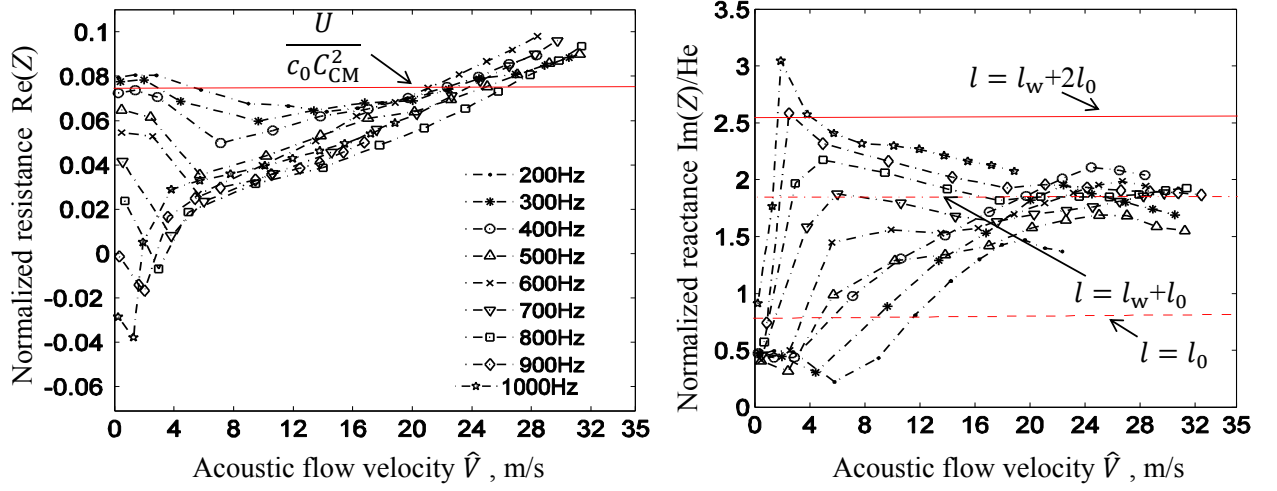 Normalized resistance Re(Z)
0.1
0.08
0.06
0.04
0.02
0
-0.02
-0.04
-0.06
U
c₀C²CM
200Hz
300Hz
400Hz
500Hz
600Hz
700Hz
800Hz
900Hz
1000Hz
0 4 8 12 16 20 24 28 32 35
Acoustic flow velocity V̂ , m/s
Normalized reactance Im(Z)/He
3.5
3
2.5
2
1.5
1
0.5
0
l = lw+2l₀
l = lw+l₀
l = l₀
0 4 8 12 16 20 24 28 32 35
Acoustic flow velocity V̂ , m/s